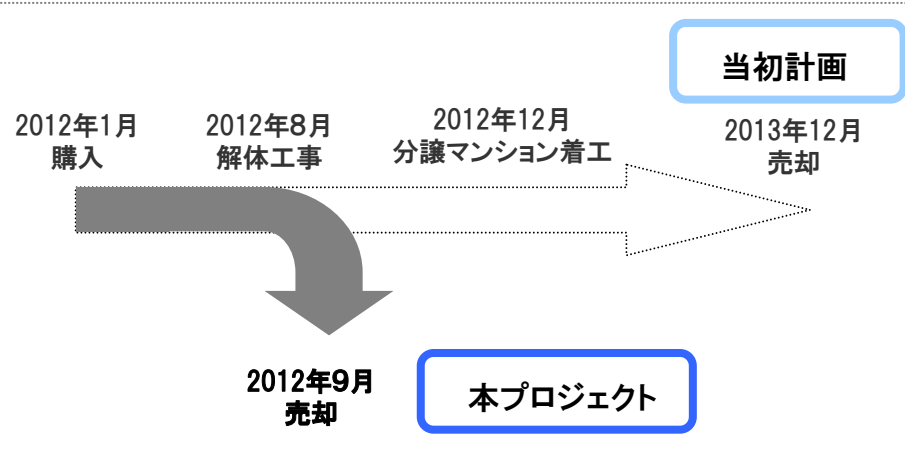 当初計画
2012年1月
購入
2012年8月
解体工事
2012年12月
分譲マンション着工
2013年12月
売却
2012年9月
売却
本プロジェクト